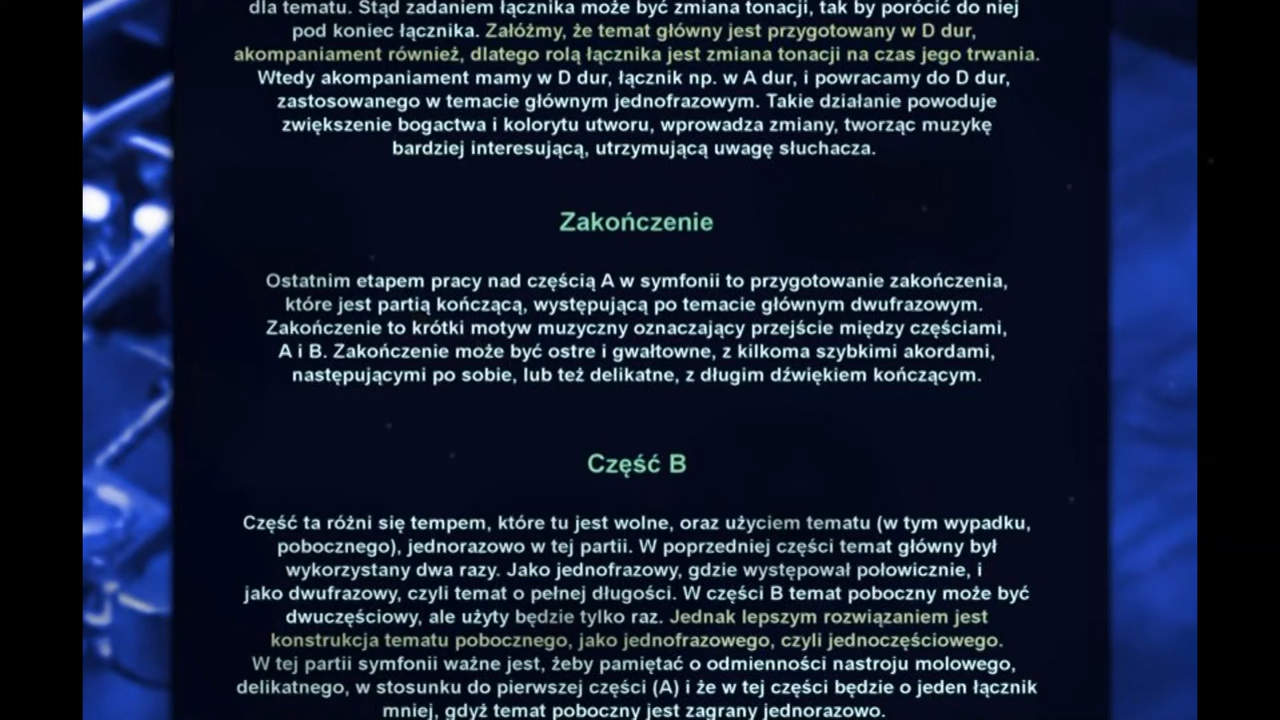 dla tematu. Stąd zadaniem łącznika może być zmiana tonacji, tak by porócić do niej
pod koniec łącznika. Załóżmy, że temat główny jest przygotowany w D dur,
akompaniament również, dlatego rolą łącznika jest zmiana tonacji na czas jego trwania.
Wtedy akompaniament mamy w D dur, łącznik np. w A dur, i powracamy do D dur,
zastosowanego w temacie głównym jednofrazowym. Takie działanie powoduje
zwiększenie bogactwa i kolorytu utworu, wprowadza zmiany, tworząc muzykę
bardziej interesującą, utrzymującą uwagę słuchacza.
Zakończenie
Ostatnim etapem pracy nad częścią A w symfonii to przygotowanie zakończenia,
które jest partią kończącą, występującą po temacie głównym dwufrazowym.
Zakończenie to krótki motyw muzyczny oznaczający przejście między częściami,
A i B. Zakończenie może być ostre i gwałtowne, z kilkoma szybkimi akordami,
następującymi po sobie, lub też delikatne, z długim dźwiękiem kończącym.
Część B
Część ta różni się tempem, które tu jest wolne, oraz użyciem tematu (w tym wypadku,
pobocznego), jednorazowo w tej partii. W poprzedniej części temat główny był
wykorzystany dwa razy. Jako jednofrazowy, gdzie występował połowicznie, i
jako dwufrazowy, czyli temat o pełnej długości. W części B temat poboczny może być
dwuczęściowy, ale użyty będzie tylko raz. Jednak lepszym rozwiązaniem jest
konstrukcja tematu pobocznego, jako jednofrazowego, czyli jednoczęściowego.
W tej partii symfonii ważne jest, żeby pamiętać o odmienności nastroju molowego,
delikatnego, w stosunku do pierwszej części (A) i że w tej części będzie o jeden łącznik
mniej, gdyż temat poboczny jest zagrany jednorazowo.